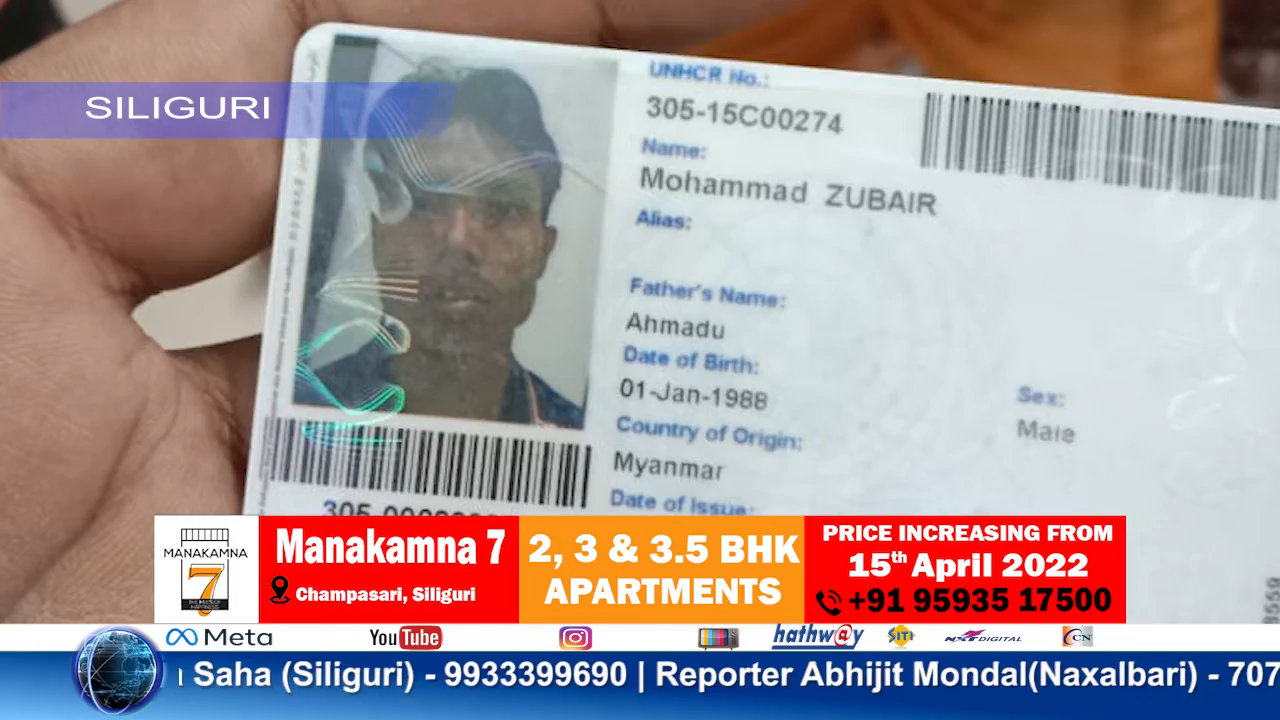 SILIGURI
UNHCR No.:
305-15C00274
Name:
Mohammad ZUBAIR
Alias:
Father's Name:
Ahmadu
Date of Birth:
01-Jan-1988
Sex:
Male
Country of Origin:
Myanmar
Date of Issue:
MANAKAMNA
7
Manakamna 7
Champasari, Siliguri
2, 3 & 3.5 BHK
APARTMENTS
PRICE INCREASING FROM
15th April 2022
+91 95935 17500
Meta
YouTube
hathway
SITI
NXT DIGITAL
CCN
Saha (Siliguri) - 9933399690 | Reporter Abhijit Mondal(Naxalbari) - 707